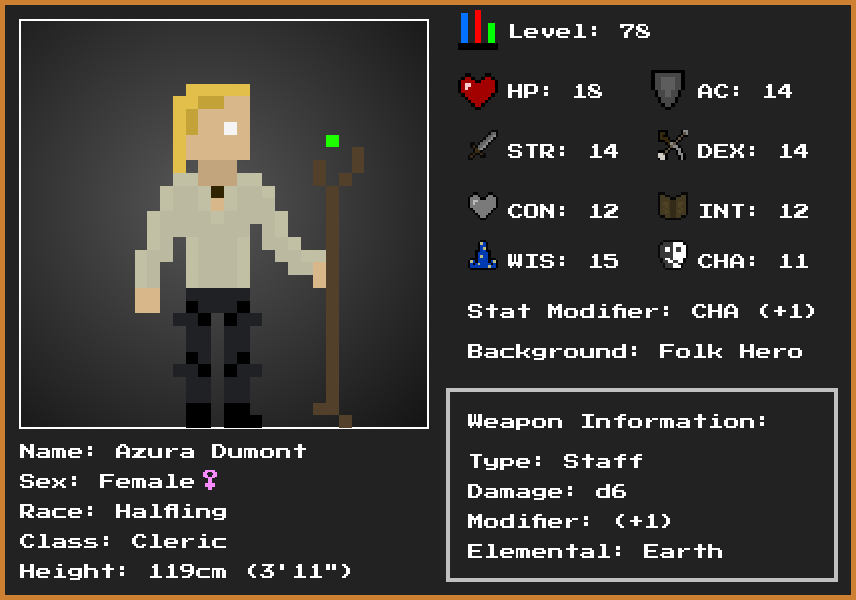 Level: 78
HP: 18 AC: 14
STR: 14 DEX: 14
CON: 12 INT: 12
WIS: 15 CHA: 11
Stat Modifier: CHA (+1)
Background: Folk Hero
Weapon Information:
Type: Staff
Damage: d6
Modifier: (+1)
Elemental: Earth
Name: Azura Dumont
Sex: Female♀
Race: Halfling
Class: Cleric
Height: 119cm (3'11")